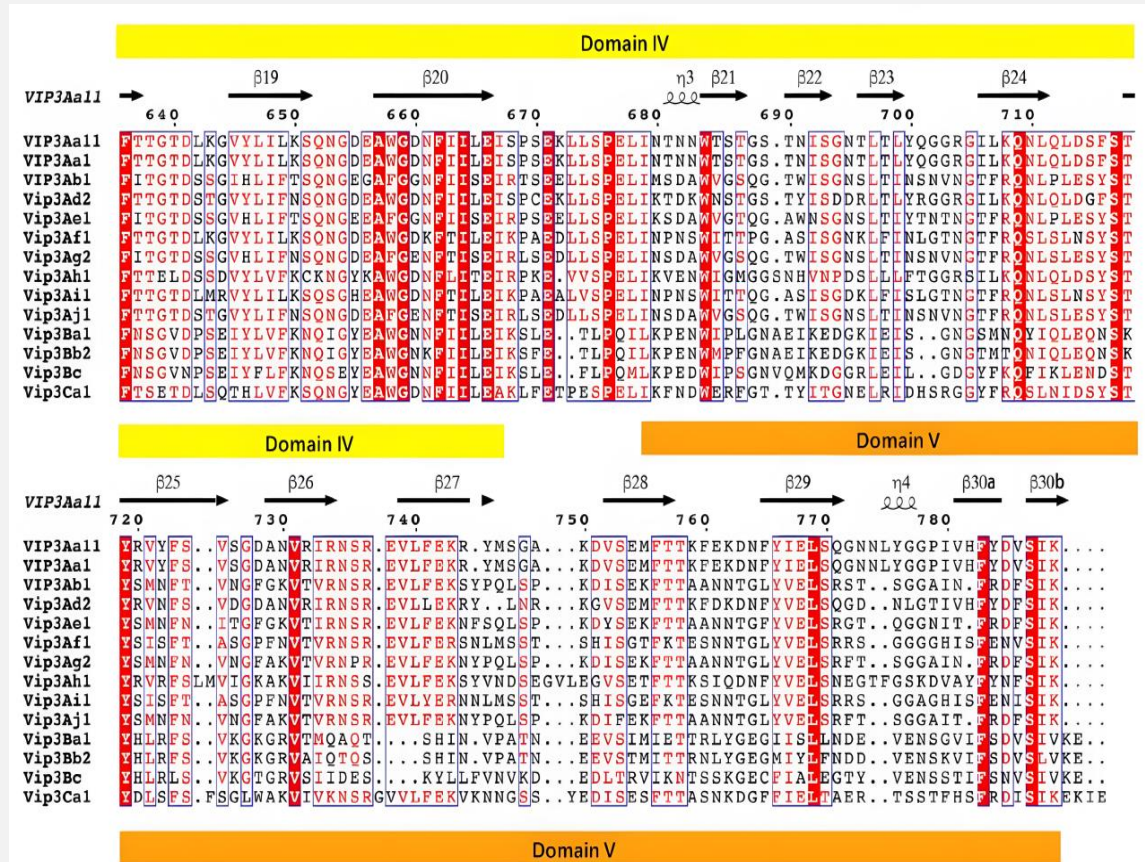 Domain IV
β19 β20 η3 β21 β22 β23 β24
VIP3Aa11
640 650 660 670 680 690 700 710
VIP3Aa11 FTTGTDLKGVYLILKSQNGDEAWGDNFIILEISPSEKLLSPELINTNNWTSTGS.TNISGNTLTLYQGGRGILKQNLQLDSFST
VIP3Aa1 FTTGTDLKGVYLILKSQNGDEAWGDNFIILEISPSEKLLSPELINTNNWTSTGS.TNISGNTLTLYQGGRGILKQNLQLDSFST
VIP3Ab1 FITGTDSSGIHLIFTSQNGEGAFGGNFIISEIRTSEELLSPELIMSDAWVGSQG.TWISGNSLTINSNVNGTFRQNLPLESYST
Vip3Ad2 FTTGTDSTGVYLIFNSQNGDEAWGDNFIILEISPCEKLLSPELIKTDKWNSTGS.TYISDDRLTLYRGGRGILKQNLQLDGFST
Vip3Ae1 FITGTDSSGVHLIFTSQNGDEAFGGNFIISEIRPSEELLSPELIKSDAWVGTQG.AWNSGNSLTIYTNTNGTFRQNLPLESYST
Vip3Af1 FTTGTDLKGVYLILKSQNGDEAWGDKFTILEIKPAEDLLSPELINPNSWITTPG.ASISGNKLFINLGTNGTFRQSLSLNSYST
Vip3Ag2 FITGTDSSGVHLIFNSQNGDEAFGENFTISEIRLSEDLLSPELINSDAWVGSQG.TWISGNSLTINSNVNGTFRQNLSLESYST
Vip3Ah1 FTTELDSSDVYLVFKCKNGYKAWGDNFLITEIRPKE.VVSPELIKVENWIGMGGSNHVNPDSLLLFTGGRSILKQNLQLDSYST
Vip3Ai1 FTTGTDLMRVYLILKSQSGHEAWGDNFTILEIKPAEALVSPELINPNSWITTQG.ASISGDKLFISLGTNGTFRQNLSLNSYST
Vip3Aj1 FTTGTDSTGVYLIFNSQNGDEAFGENFTISEIRLSEDLLSPELINSDAWVGSQG.TWISGNSLTINSNVNGTFRQNLSLESYST
Vip3Ba1 FNSGVDPSEIYLVFKNQIGYEAWGNNFIILEIKSLE..TLPQILKPENWIPLGNAEIKEDGKIEIS..GNGSMNQYIQLEQNSK
Vip3Bb2 FNSGVDPSEIYLVFKNQIGYEAWGNKFIILEIKSFE..TLPQILKPENWMPFGNAEIKEDGKIEIS..GNGTMTQNIQLEQNSK
Vip3Bc FNSGVNPSEIYFLFKNQSEYEAWGNNFIILEIKSLE..FLPQMLKPEDWIPSGNVQMKDGGRLEIL..GDGYFKQFIKLENDST
Vip3Ca1 FTSETDLSQTHLVFKSQNGYEAWGDNFIILEAKLFETPESPELIKFNDWERFGT.TYITGNELRIDHSRGGYFRQSLNIDSYST
Domain IV Domain V
β25 β26 β27 β28 β29 η4 β30a β30b
VIP3Aa11
720 730 740 750 760 770 780
VIP3Aa11 YRVYFS..VSGDANVRIRNSR.EVLFEKR.YMSGA...KDVSEMFTTKFEKDNFYIELSQGNNLYGGPIVHFYDVSIK....
VIP3Aa1 YRVYFS..VSGDANVRIRNSR.EVLFEKR.YMSGA...KDVSEMFTTKFEKDNFYIELSQGNNLYGGPIVHFYDVSIK....
VIP3Ab1 YSMNFT..VNGFGKVTVRNSR.EVLFEKSYPQLSP...KDISEKFTTAANNTGLYVELSRST..SGGAIN.FRDFSIK....
Vip3Ad2 YRVNFS..VDGDANVRIRNSR.EVLLEKRY..LNR...KGVSEMFTTKFDKDNFYVELSQGD..NLGTIVHFYDFSIK....
Vip3Ae1 YSMNFN..ITGFGKVTVRNSR.EVLFEKNFSQLSP...KDYSEKFTTAANNTGLYVELSRGT..QGGNIT.FRDFSIK....
Vip3Af1 YSISFT..ASGPFNVTVRNSR.EVLFERSNLMSST...SHISGTFKTESNNTGLYVELSRRS..GGGGHISFENVSIK....
Vip3Ag2 YSMNFN..VNGFAKVTVRNPR.EVLFEKNYPQLSP...KDISEKFTTAANNTGLYVELSRFT..SGGAIN.FRDFSIK....
Vip3Ah1 YRVRFSLMVIGKAKVIIRNSS.EVLFEKSYVNDSEGVLEGVSETFTTKSIQDNFYVELSNEGTFGSKDVAYFYNFSIK....
Vip3Ai1 YSISFT..ASGPFNVTVRNSR.EVLYERNNLMSST...SHISGEFKTESNNTGLYVELSRRS..GGAGHISFENISIK....
Vip3Aj1 YSMNFN..VNGFAKVTVRNSR.EVLFEKNYPQLSP...KDIFEKFTTAANNTGLYVELSRFT..SGGAIT.FRDFSIK....
Vip3Ba1 YHLRFS..VKGKGRVTMQAQT....SHIN.VPATN...EEVSIMIETTRLYGEGIISLLNDE..VENSGVIFSDVSIVKE..
Vip3Bb2 YHLRFS..VKGKGRVAIQTQS....SHIN.VPATN...EEVSTMITTRNLYGEGMIYLFNDD..VENSKVIFSDVSLVKE..
Vip3Bc YHLRLS..VKGTGRVSIIDES....KYLLFVNVKD...EDLTRVIKNTSSKGECFIALEGTY..VENSSTIFSNVSIVKE..
Vip3Ca1 YDLSFS.FSGLWAKVIVKNSRGVVLFEKVKNNGSS...YEDISESFTTASNKDGFFIELTAER..TSSTFHSFRDISIKEKIE
Domain V